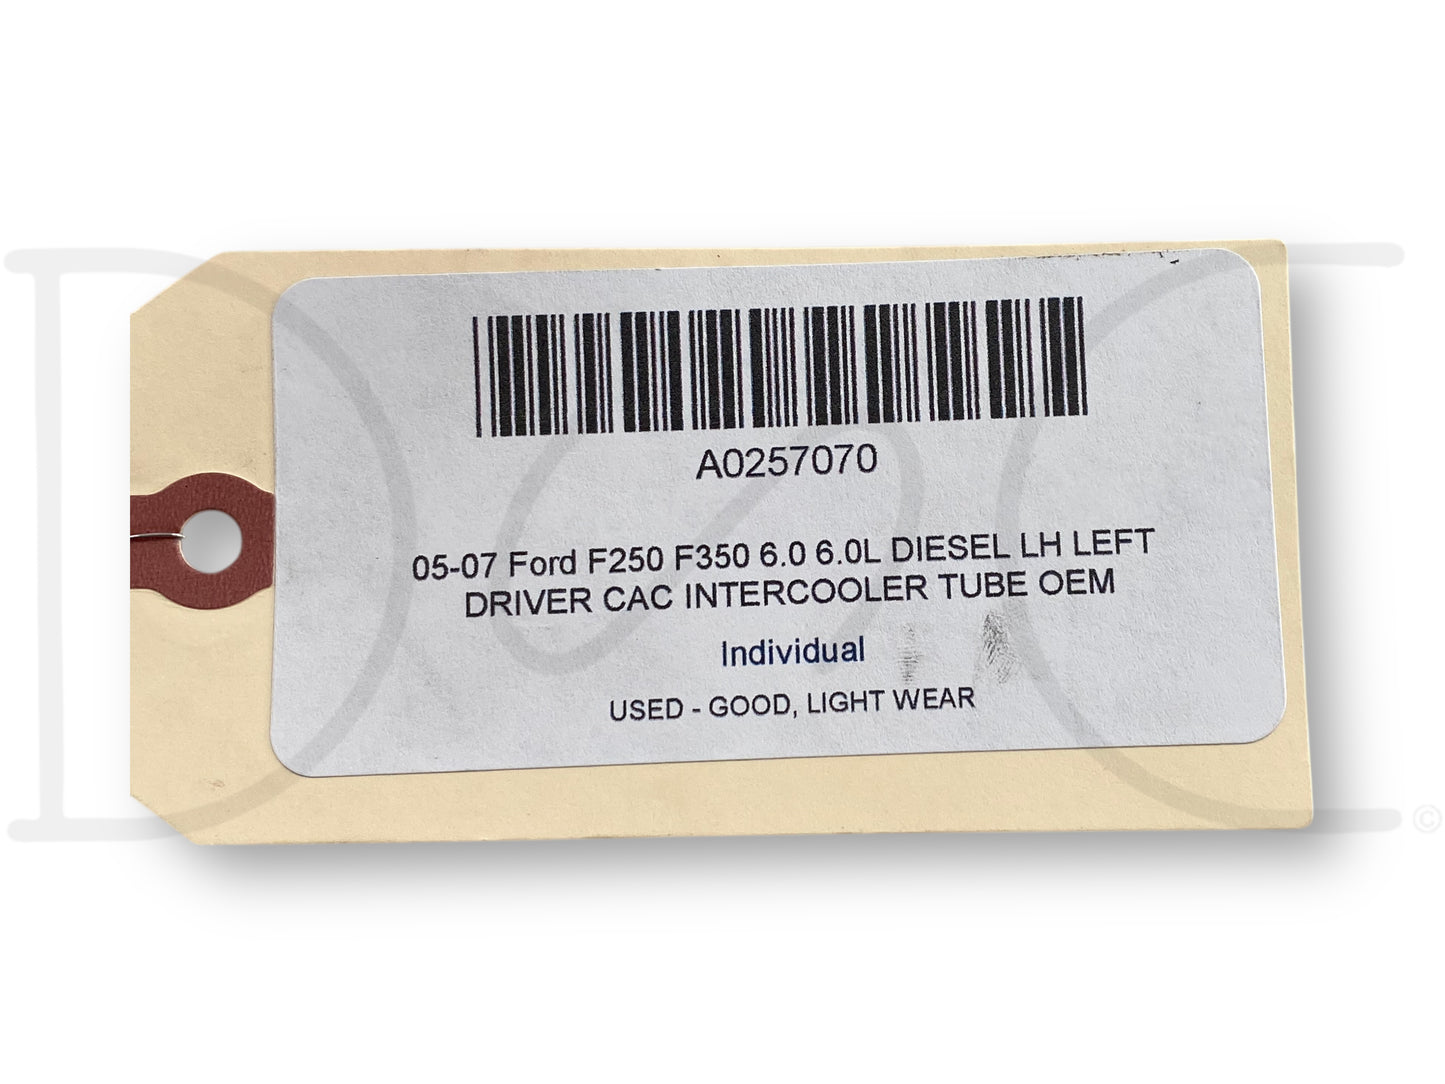 A0257070
05-07 Ford F250 F350 6.0 6.0L DIESEL LH LEFT
DRIVER CAC INTERCOOLER TUBE OEM
Individual
USED - GOOD, LIGHT WEAR
©